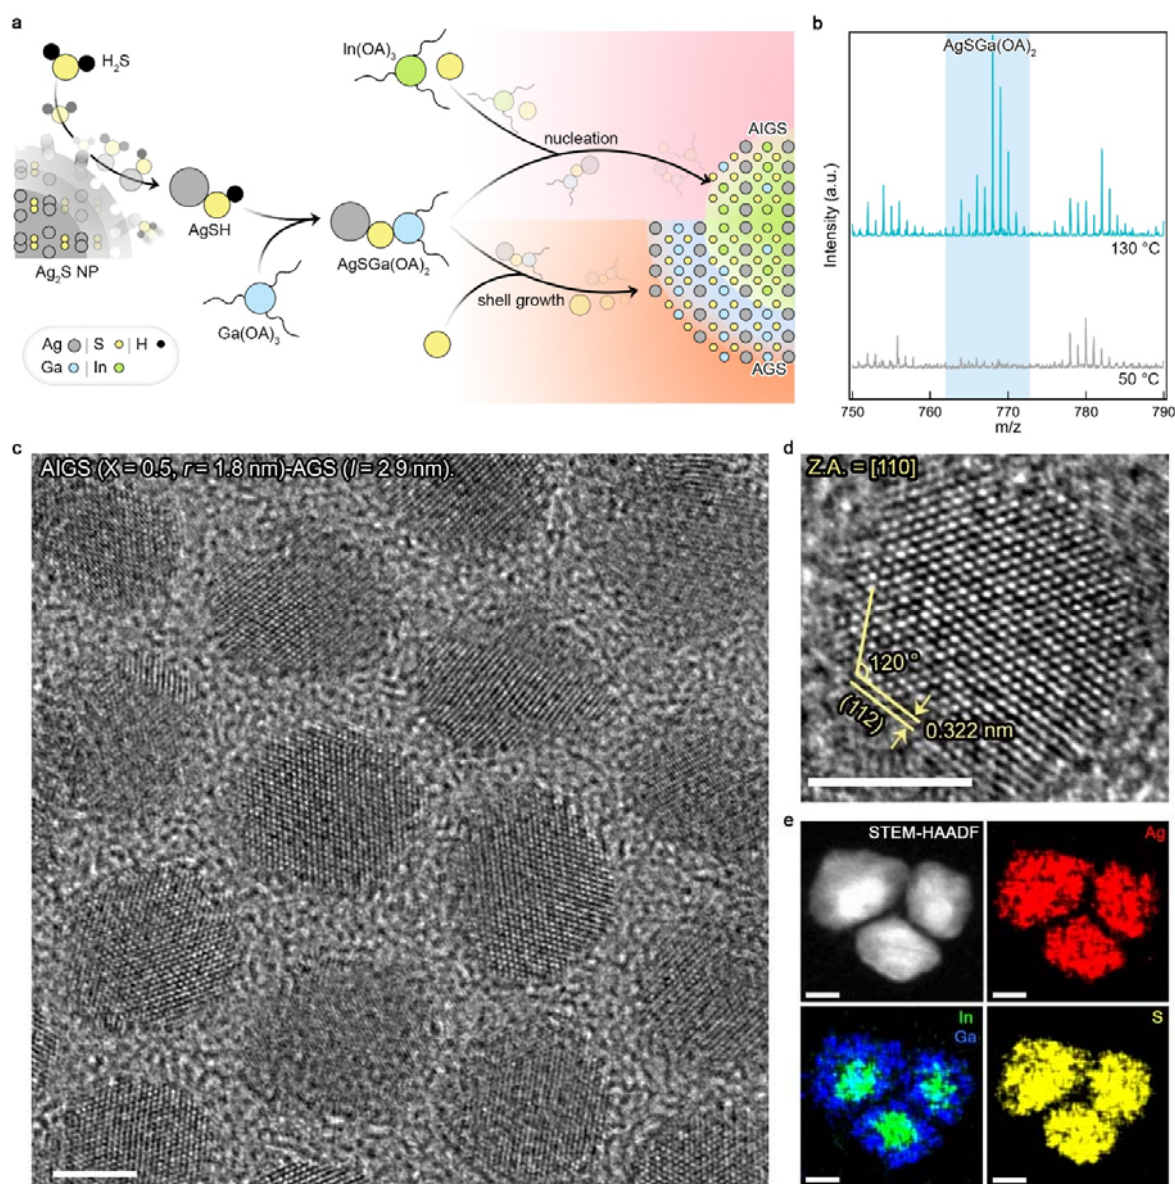 a
H₂S
Ag₂S NP
AgSH
Ga(OA)₃
AgSGa(OA)₂
In(OA)₃
nucleation
shell growth
AIGS
AGS
Ag | S | H
Ga | In
b
AgSGa(OA)₂
Intensity (a.u.)
130 °C
50 °C
750 760 770 780 790
m/z
c
AIGS (X = 0.5, r = 1.8 nm)-AGS (l = 2.9 nm).
d
Z.A. = [110]
120 °
(112)
0.322 nm
e
STEM-HAADF
Ag
In
Ga
S